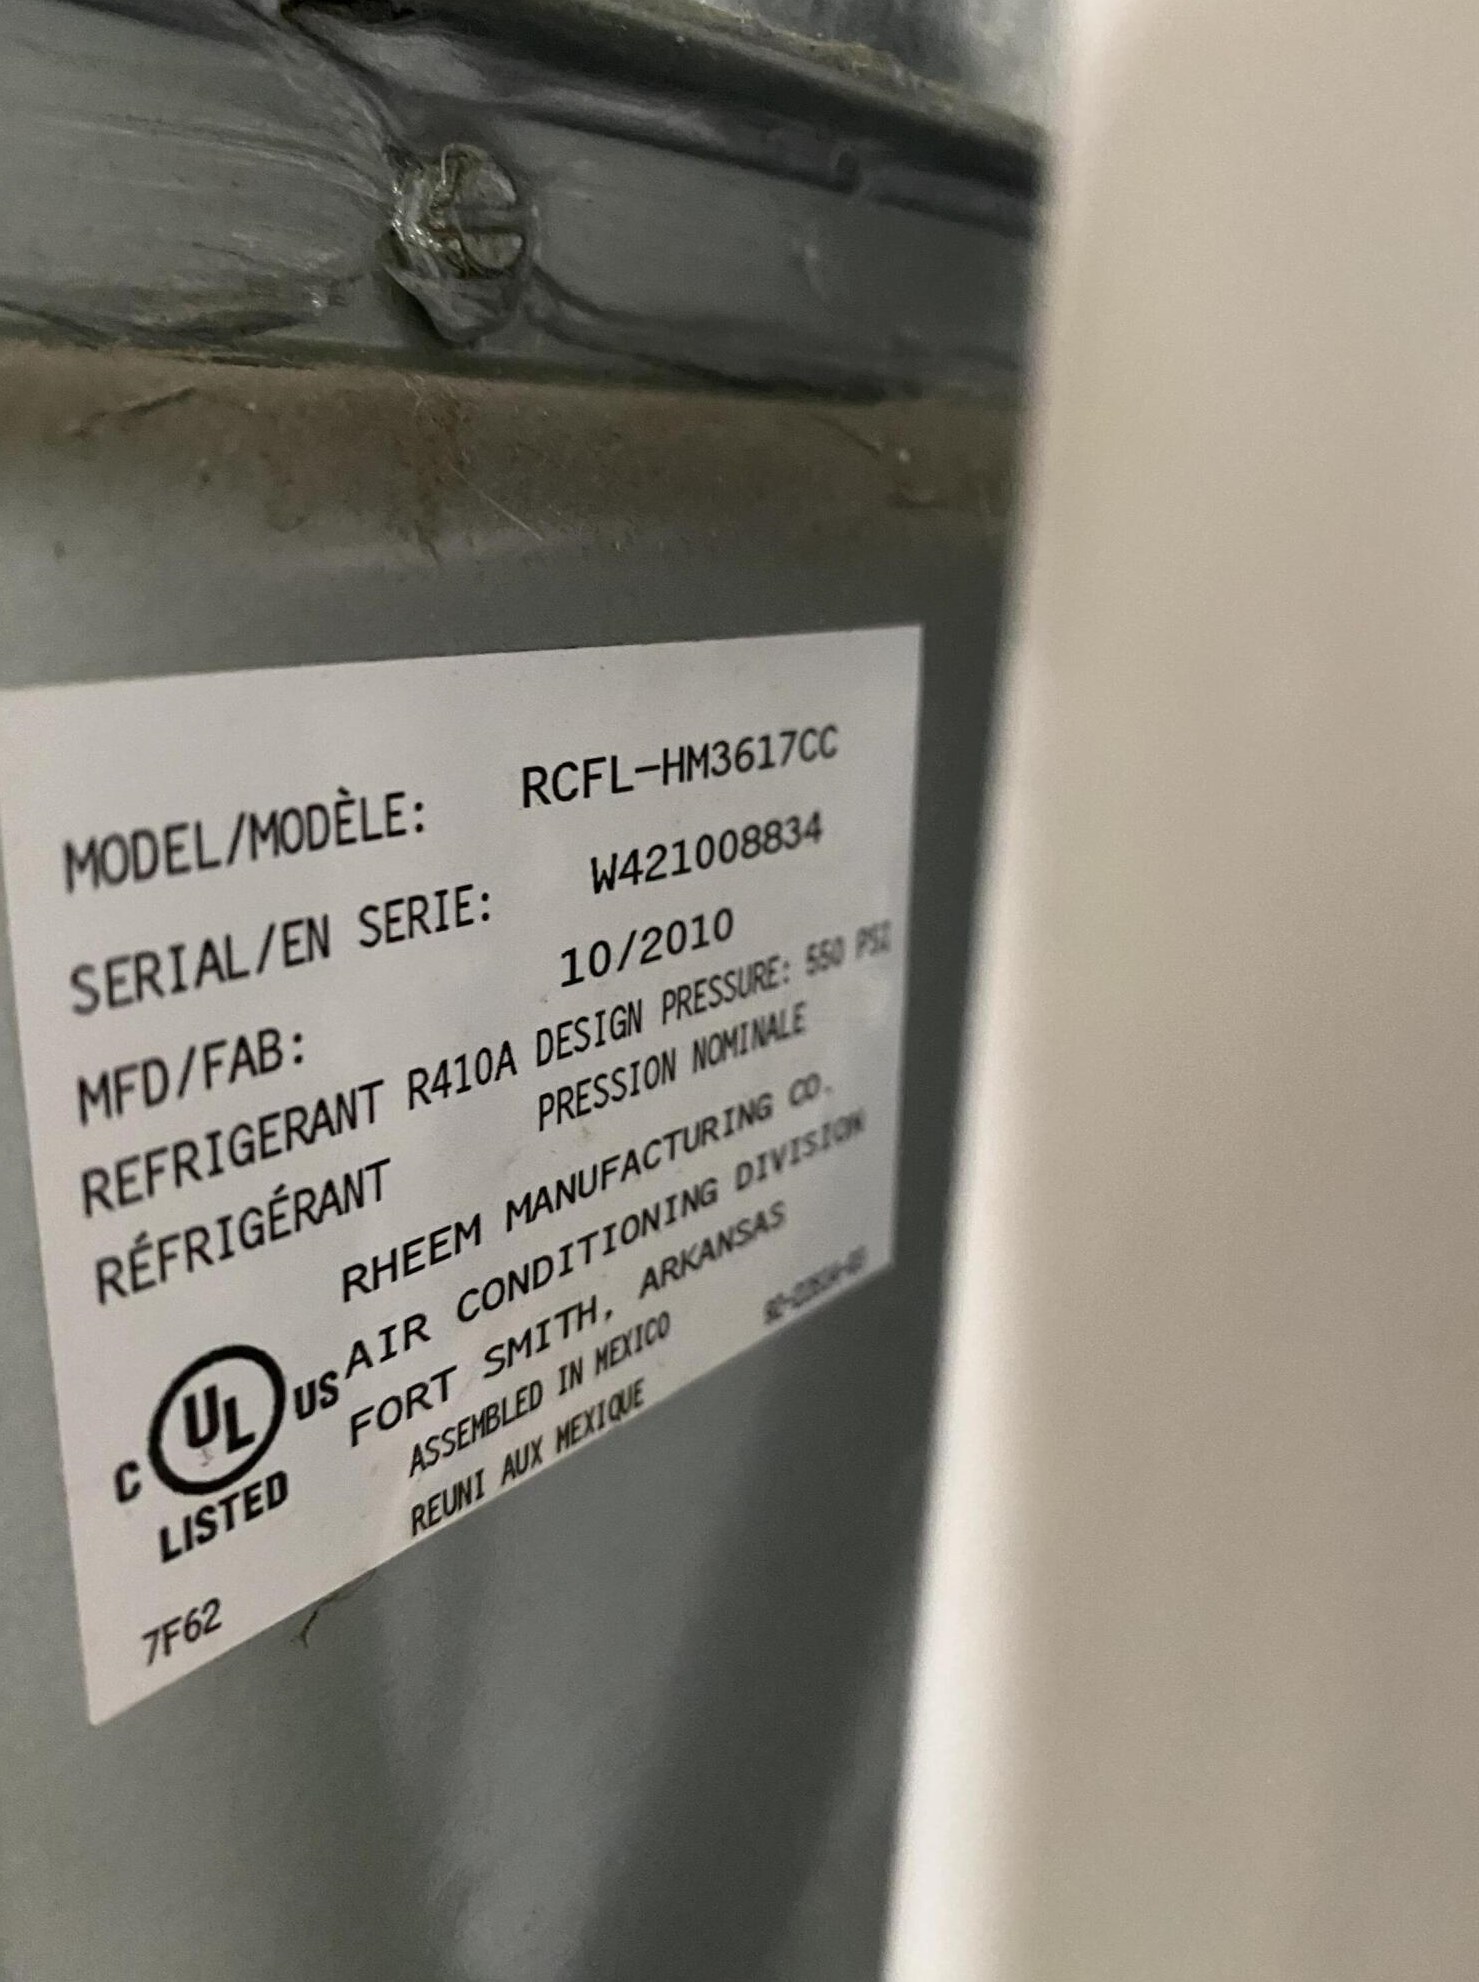 MODEL/MODÈLE: RCFL-HM3617CC
SERIAL/EN SERIE: W421008834
MFD/FAB: 10/2010
REFRIGERANT R410A DESIGN PRESSURE: 550 PSI
RÉFRIGÉRANT PRESSION NOMINALE
RHEEM MANUFACTURING CO.
AIR CONDITIONING DIVISION
FORT SMITH, ARKANSAS
ASSEMBLED IN MEXICO
REUNI AUX MEXIQUE
C UL US
LISTED
7F62